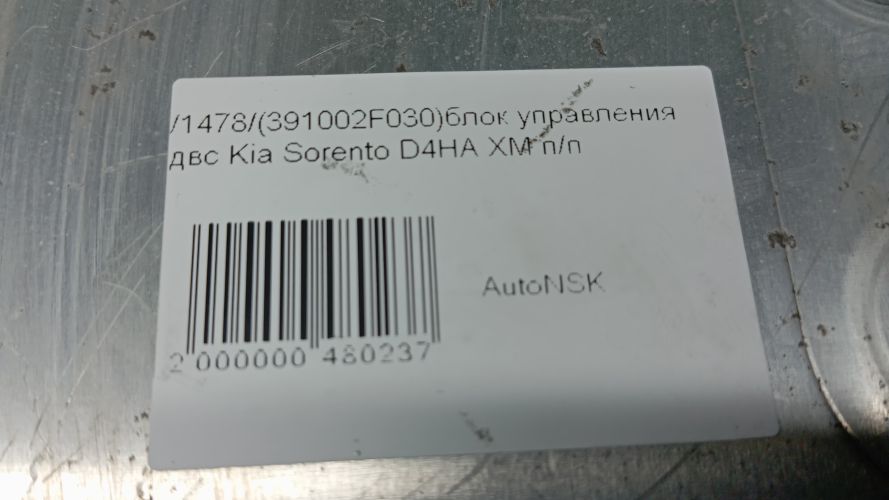 /1478/(391002F030)блок управления
двс Kia Sorento D4HA XM п/п
AutoNSK
2 000000 480237